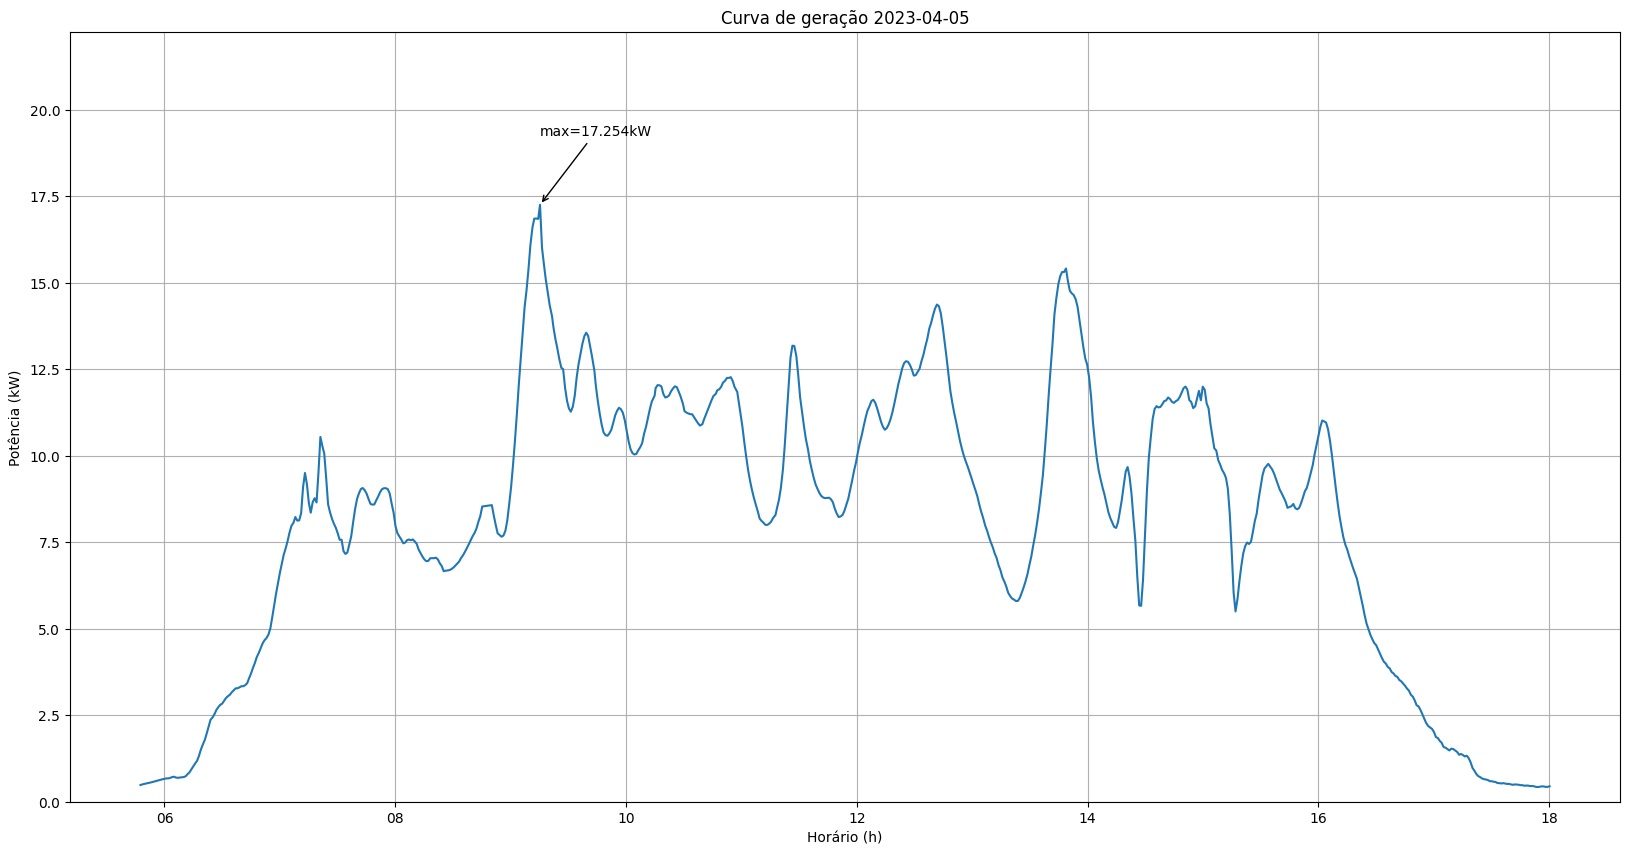 Curva de geração 2023-04-05
max=17.254kW
20.0
17.5
15.0
12.5
10.0
7.5
5.0
2.5
0.0
Potência (kW)
06 08 10 12 14 16 18
Horário (h)